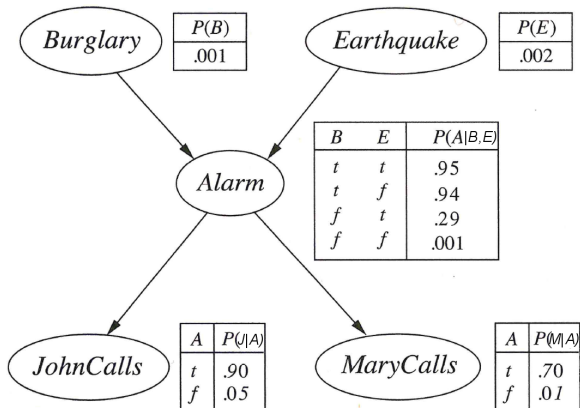 Burglary
P(B)
.001
Earthquake
P(E)
.002
Alarm
B E P(A|B,E)
t t .95
t f .94
f t .29
f f .001
JohnCalls
A P(J|A)
t .90
f .05
MaryCalls
A P(M|A)
t .70
f .01